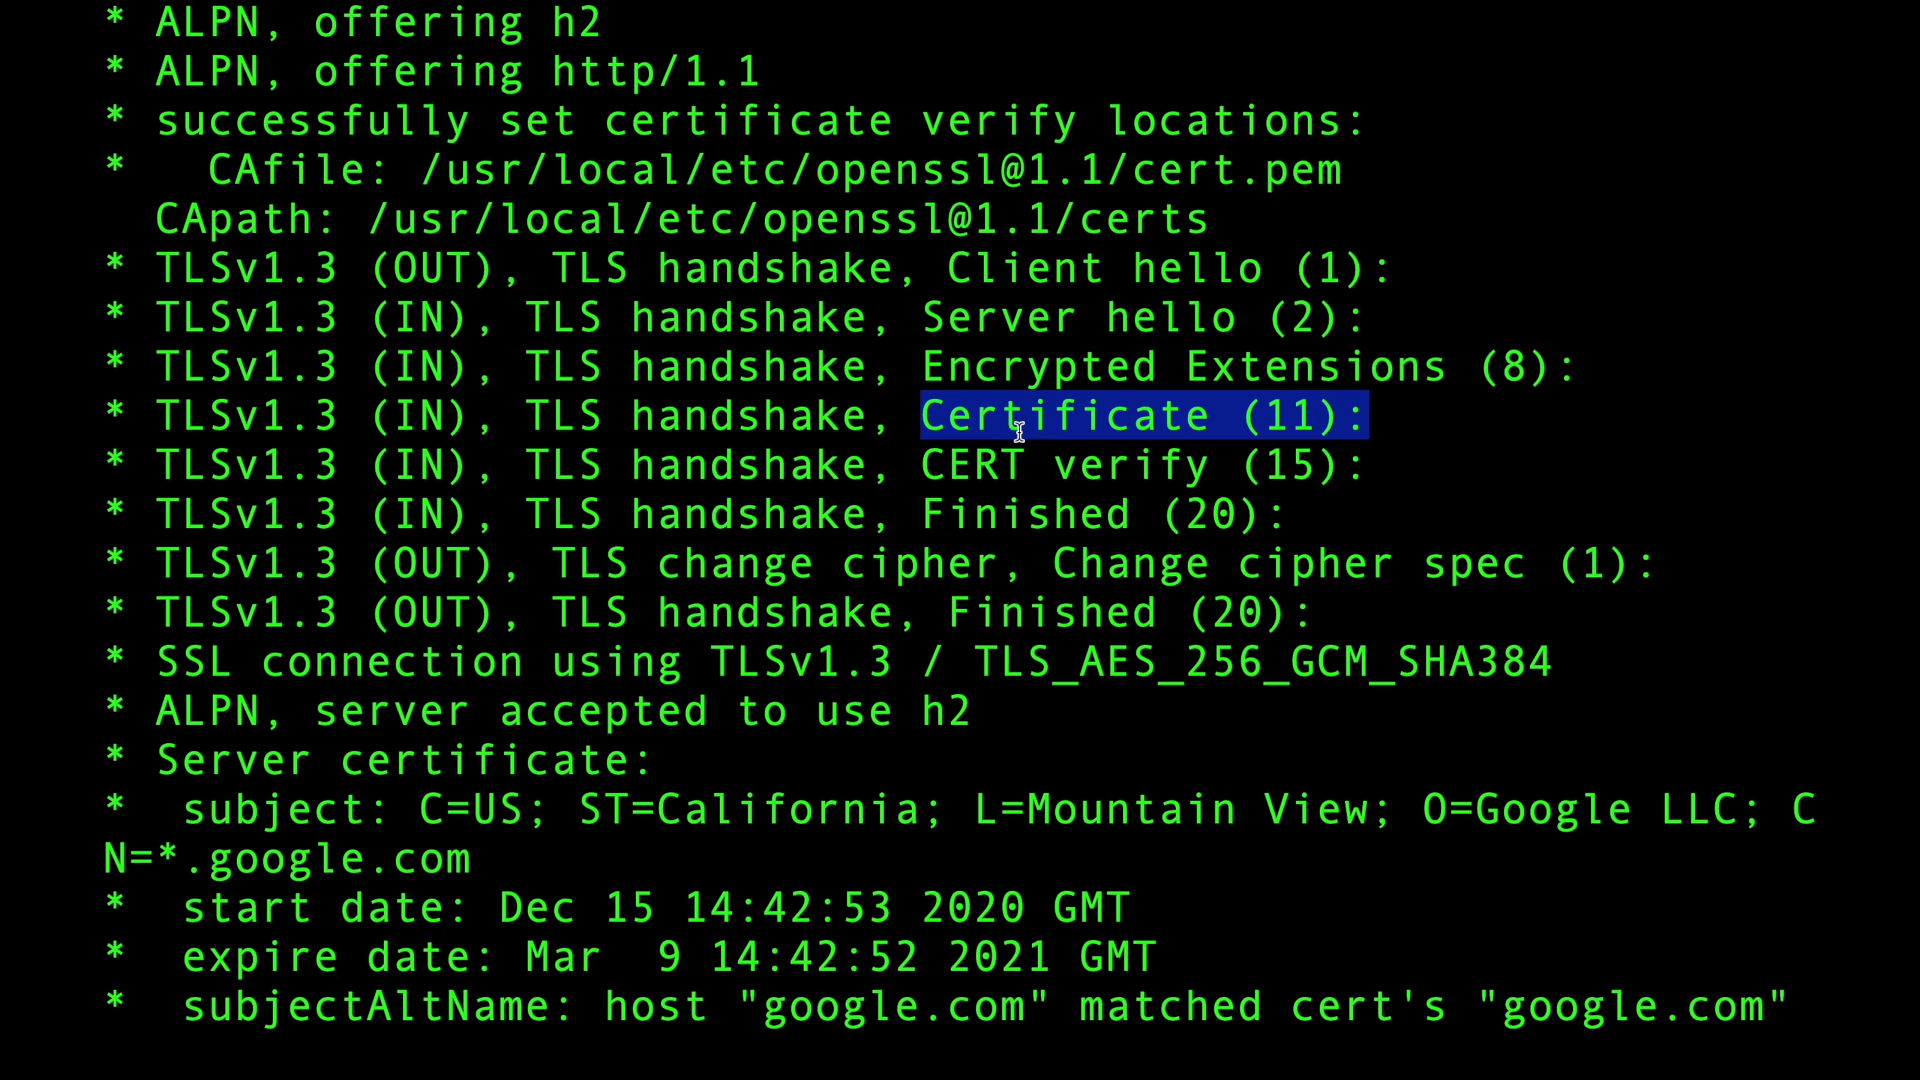 * ALPN, offering h2
* ALPN, offering http/1.1
* successfully set certificate verify locations:
*   CAfile: /usr/local/etc/openssl@1.1/cert.pem
  CApath: /usr/local/etc/openssl@1.1/certs
* TLSv1.3 (OUT), TLS handshake, Client hello (1):
* TLSv1.3 (IN), TLS handshake, Server hello (2):
* TLSv1.3 (IN), TLS handshake, Encrypted Extensions (8):
* TLSv1.3 (IN), TLS handshake, Certificate (11):
* TLSv1.3 (IN), TLS handshake, CERT verify (15):
* TLSv1.3 (IN), TLS handshake, Finished (20):
* TLSv1.3 (OUT), TLS change cipher, Change cipher spec (1):
* TLSv1.3 (OUT), TLS handshake, Finished (20):
* SSL connection using TLSv1.3 / TLS_AES_256_GCM_SHA384
* ALPN, server accepted to use h2
* Server certificate:
*  subject: C=US; ST=California; L=Mountain View; O=Google LLC; C
N=*.google.com
*  start date: Dec 15 14:42:53 2020 GMT
*  expire date: Mar  9 14:42:52 2021 GMT
*  subjectAltName: host "google.com" matched cert's "google.com"